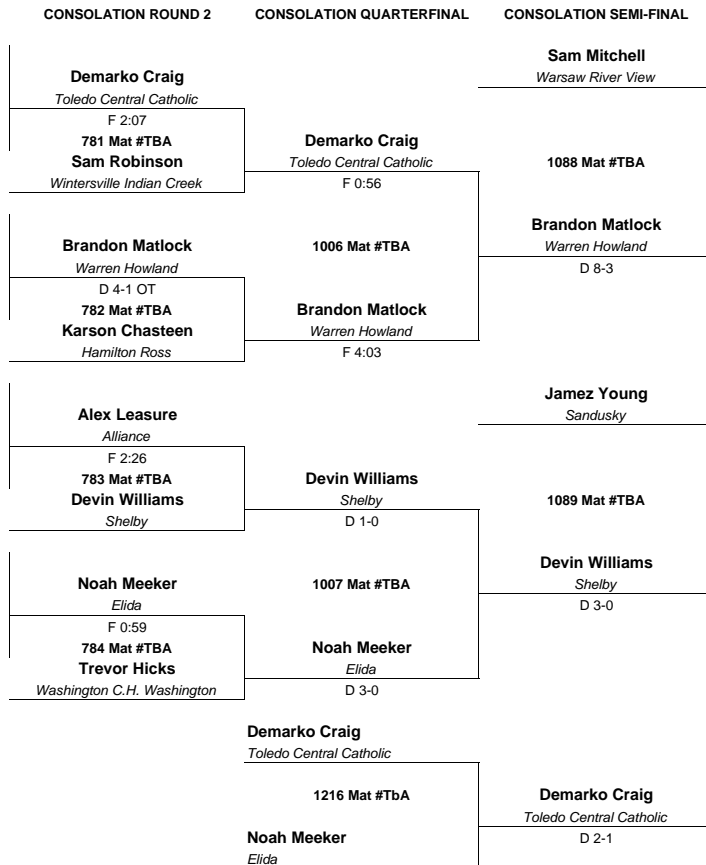 CONSOLATION ROUND 2 CONSOLATION QUARTERFINAL CONSOLATION SEMI-FINAL
Sam Mitchell
Warsaw River View
Demarko Craig
Toledo Central Catholic
F 2:07
781 Mat #TBA
Sam Robinson
Wintersville Indian Creek
Demarko Craig
Toledo Central Catholic
F 0:56
1088 Mat #TBA
Brandon Matlock
Warren Howland
D 4-1 OT
782 Mat #TBA
Karson Chasteen
Hamilton Ross
1006 Mat #TBA
Brandon Matlock
Warren Howland
F 4:03
Brandon Matlock
Warren Howland
D 8-3
Jamez Young
Sandusky
Alex Leasure
Alliance
F 2:26
783 Mat #TBA
Devin Williams
Shelby
Devin Williams
Shelby
D 1-0
1089 Mat #TBA
Noah Meeker
Elida
F 0:59
784 Mat #TBA
Trevor Hicks
Washington C.H. Washington
1007 Mat #TBA
Noah Meeker
Elida
D 3-0
Devin Williams
Shelby
D 3-0
Demarko Craig
Toledo Central Catholic
1216 Mat #TbA
Noah Meeker
Elida
Demarko Craig
Toledo Central Catholic
D 2-1